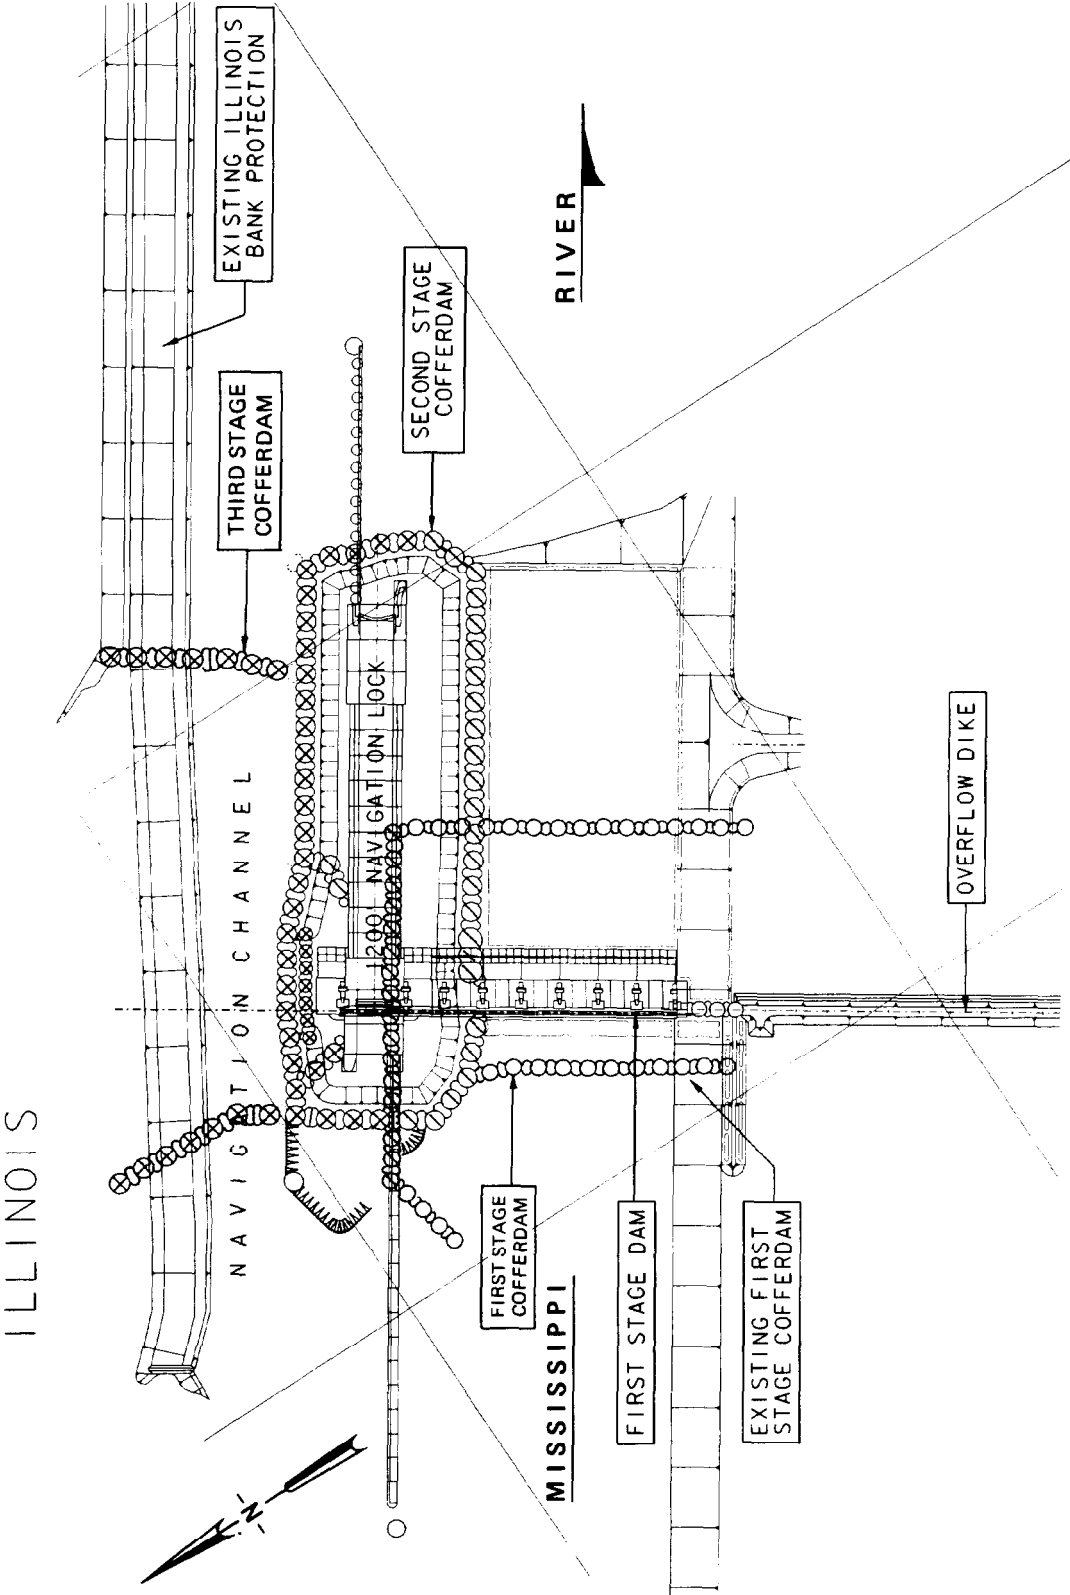 ILLINOIS
EXISTING ILLINOIS
BANK PROTECTION
THIRD STAGE
COFFERDAM
NAVIGATION CHANNEL
SECOND STAGE
COFFERDAM
1200' NAVIGATION LOCK
RIVER
MISSISSIPPI
FIRST STAGE
COFFERDAM
FIRST STAGE DAM
EXISTING FIRST
STAGE COFFERDAM
OVERFLOW DIKE
N